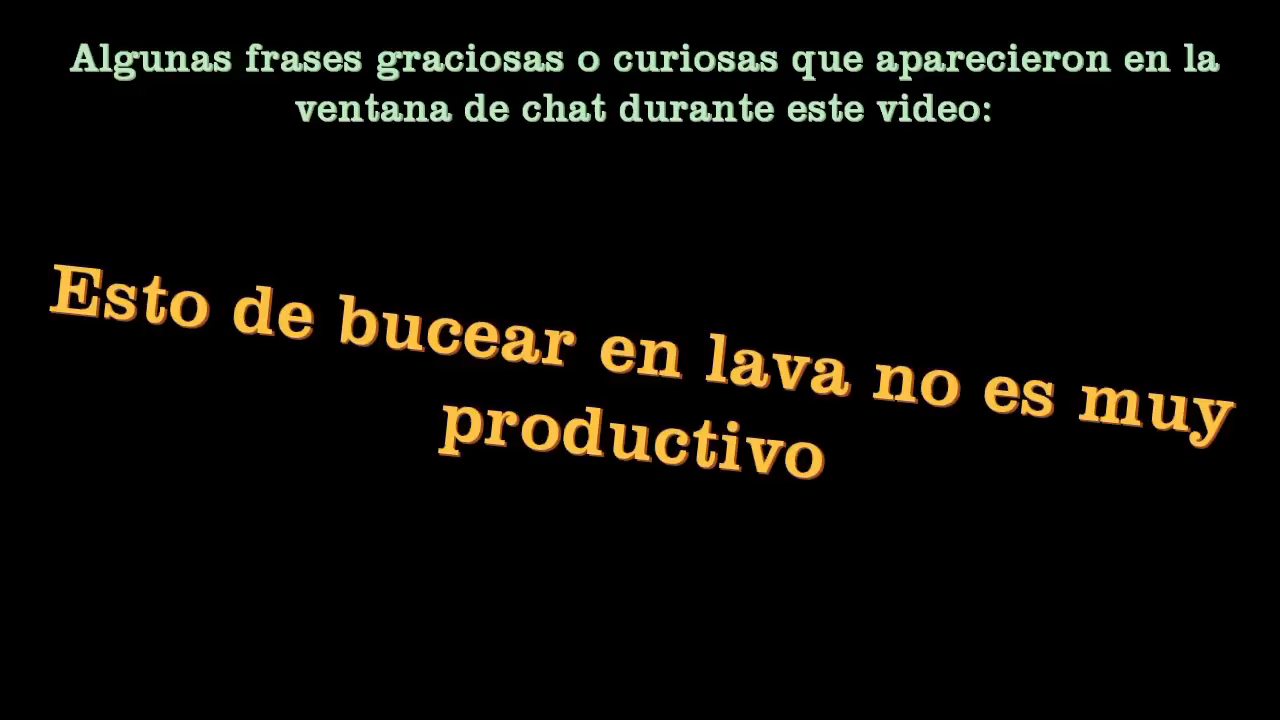 Algunas frases graciosas o curiosas que aparecieron en la
ventana de chat durante este video:
Esto de bucear en lava no es muy
productivo